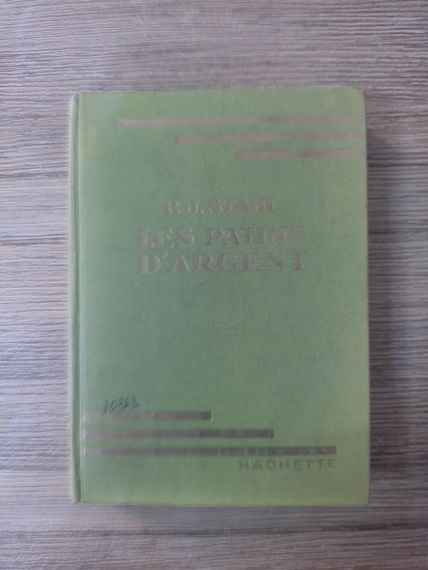 P.-J. STAHL
LES PATINS
D'ARGENT
HACHETTE